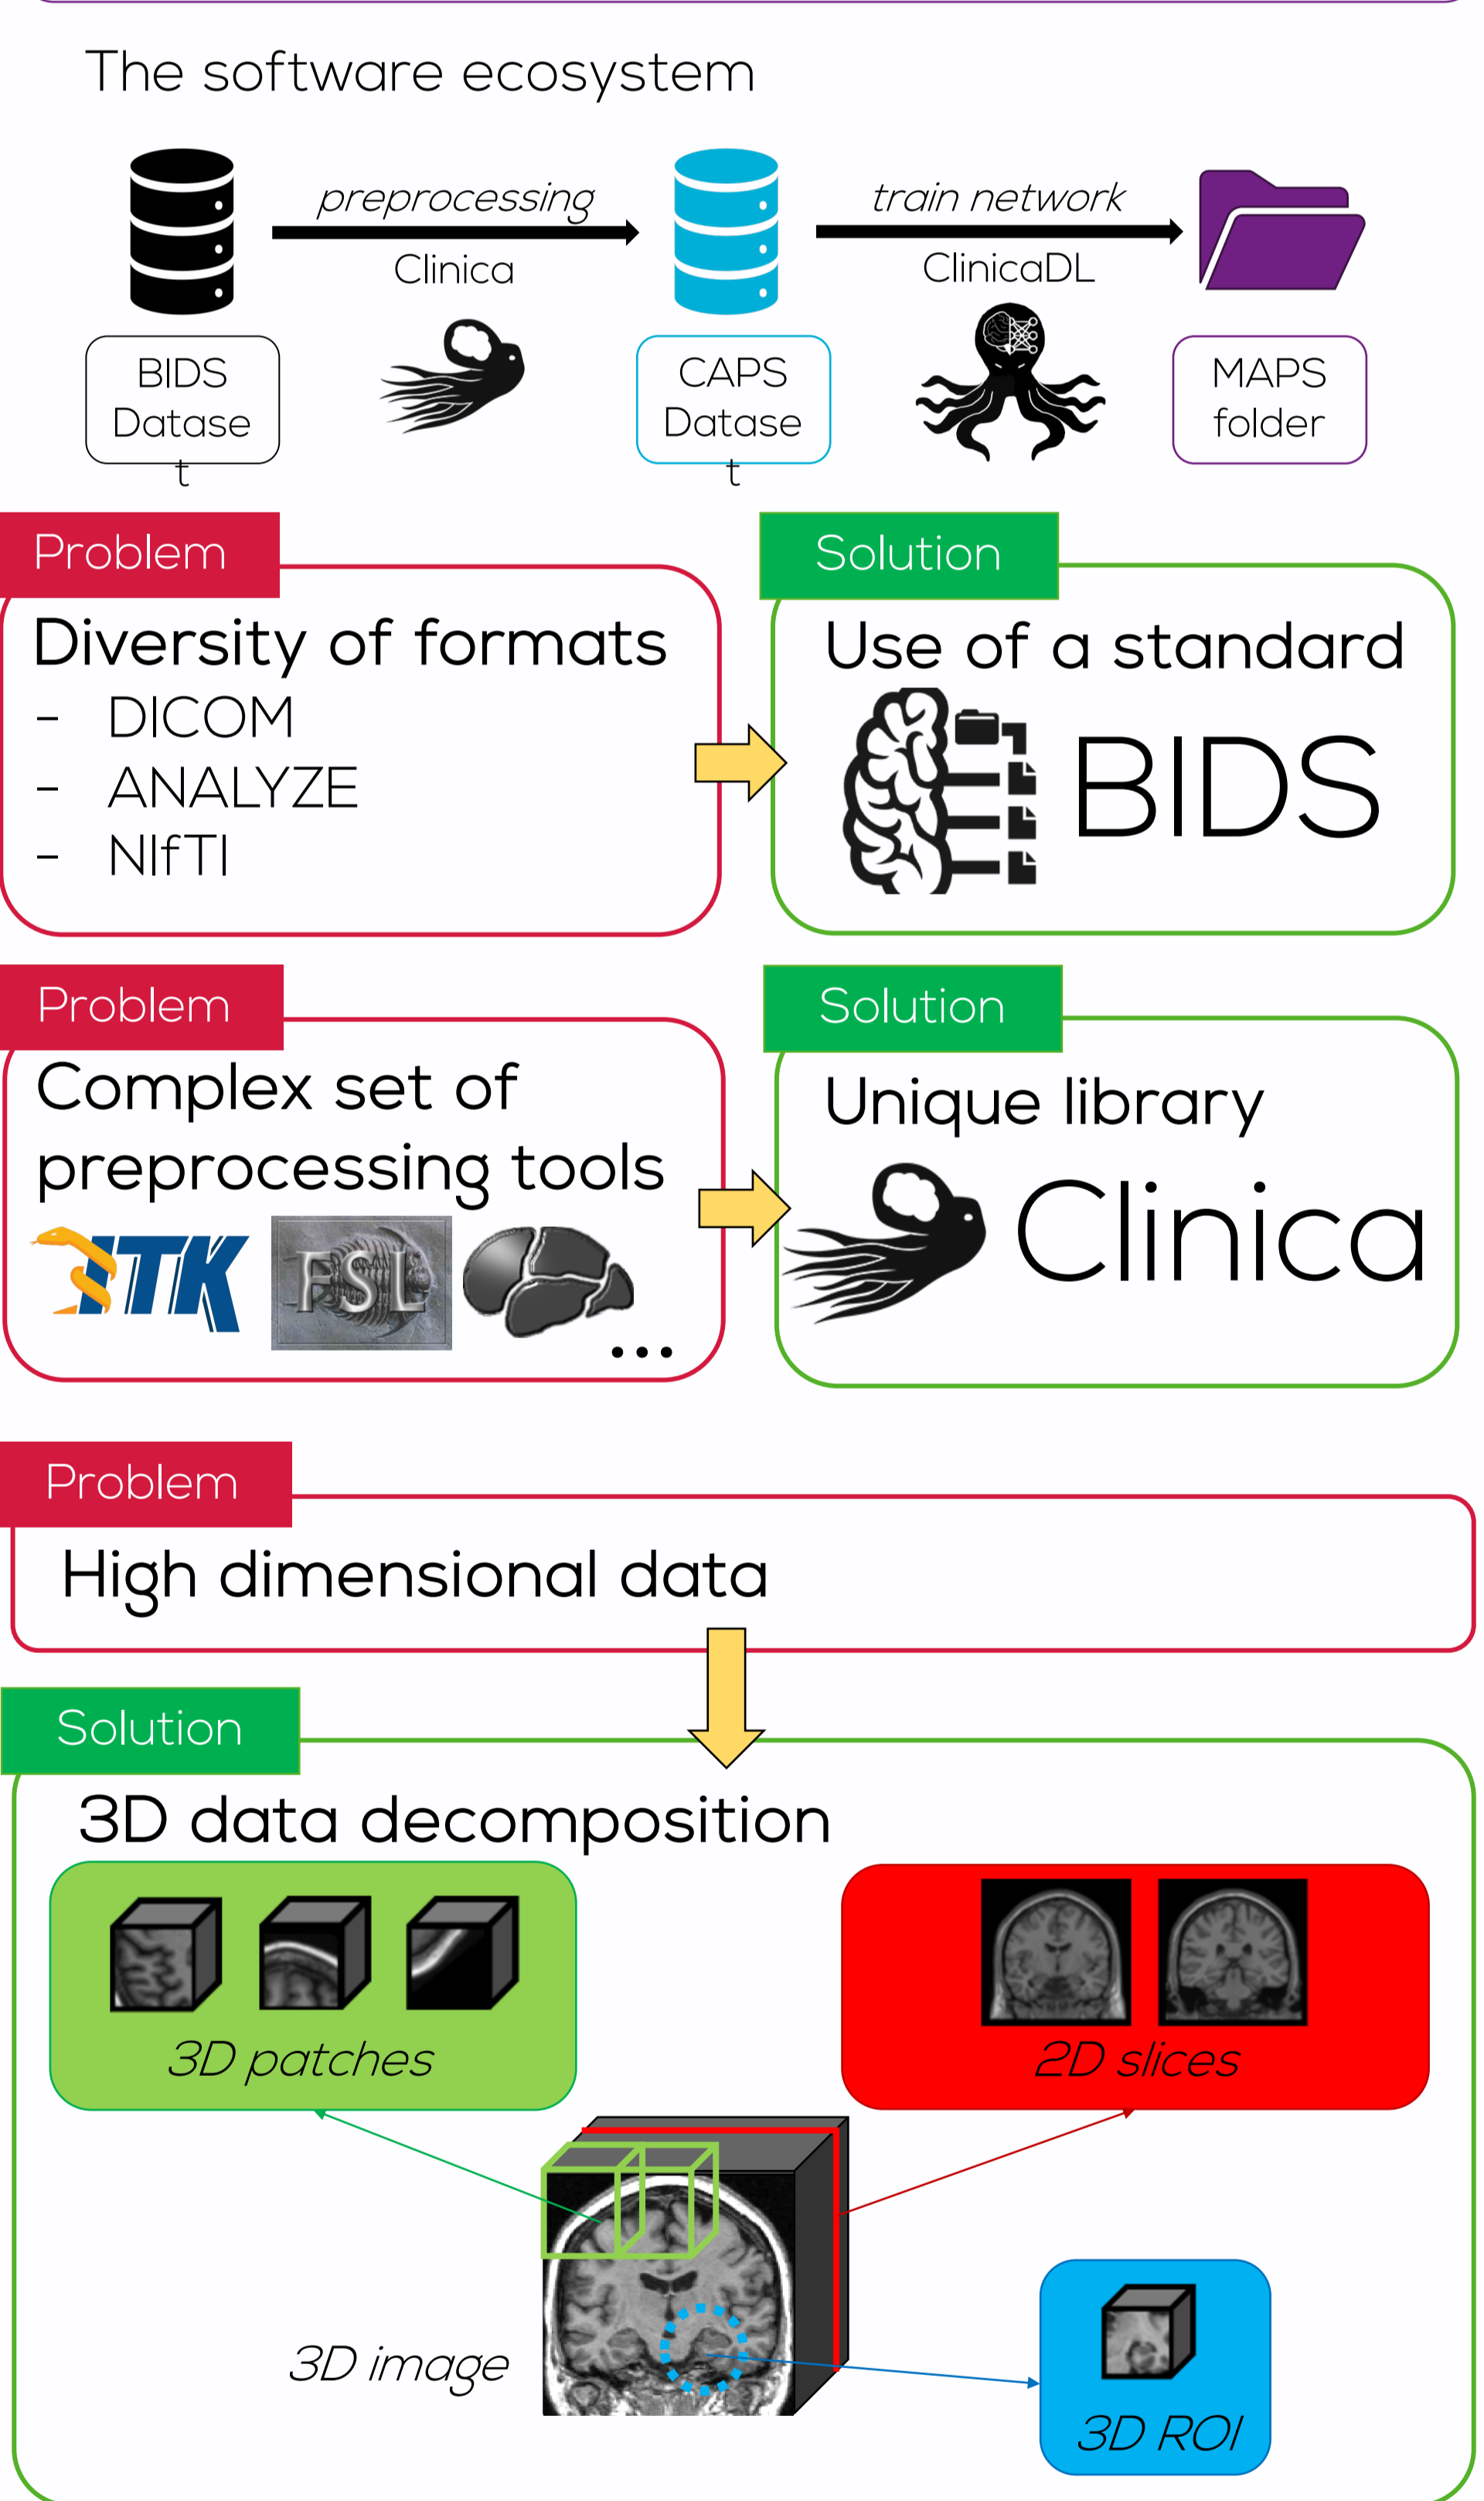 The software ecosystem
preprocessing
Clinica
train network
ClinicaDL
BIDS
Datase
t
CAPS
Datase
t
MAPS
folder
Problem
Diversity of formats
- DICOM
- ANALYZE
- NIfTI
Solution
Use of a standard
BIDS
Problem
Complex set of
preprocessing tools
ITK
FSL
...
Solution
Unique library
Clinica
Problem
High dimensional data
Solution
3D data decomposition
3D patches
2D slices
3D image
3D ROI